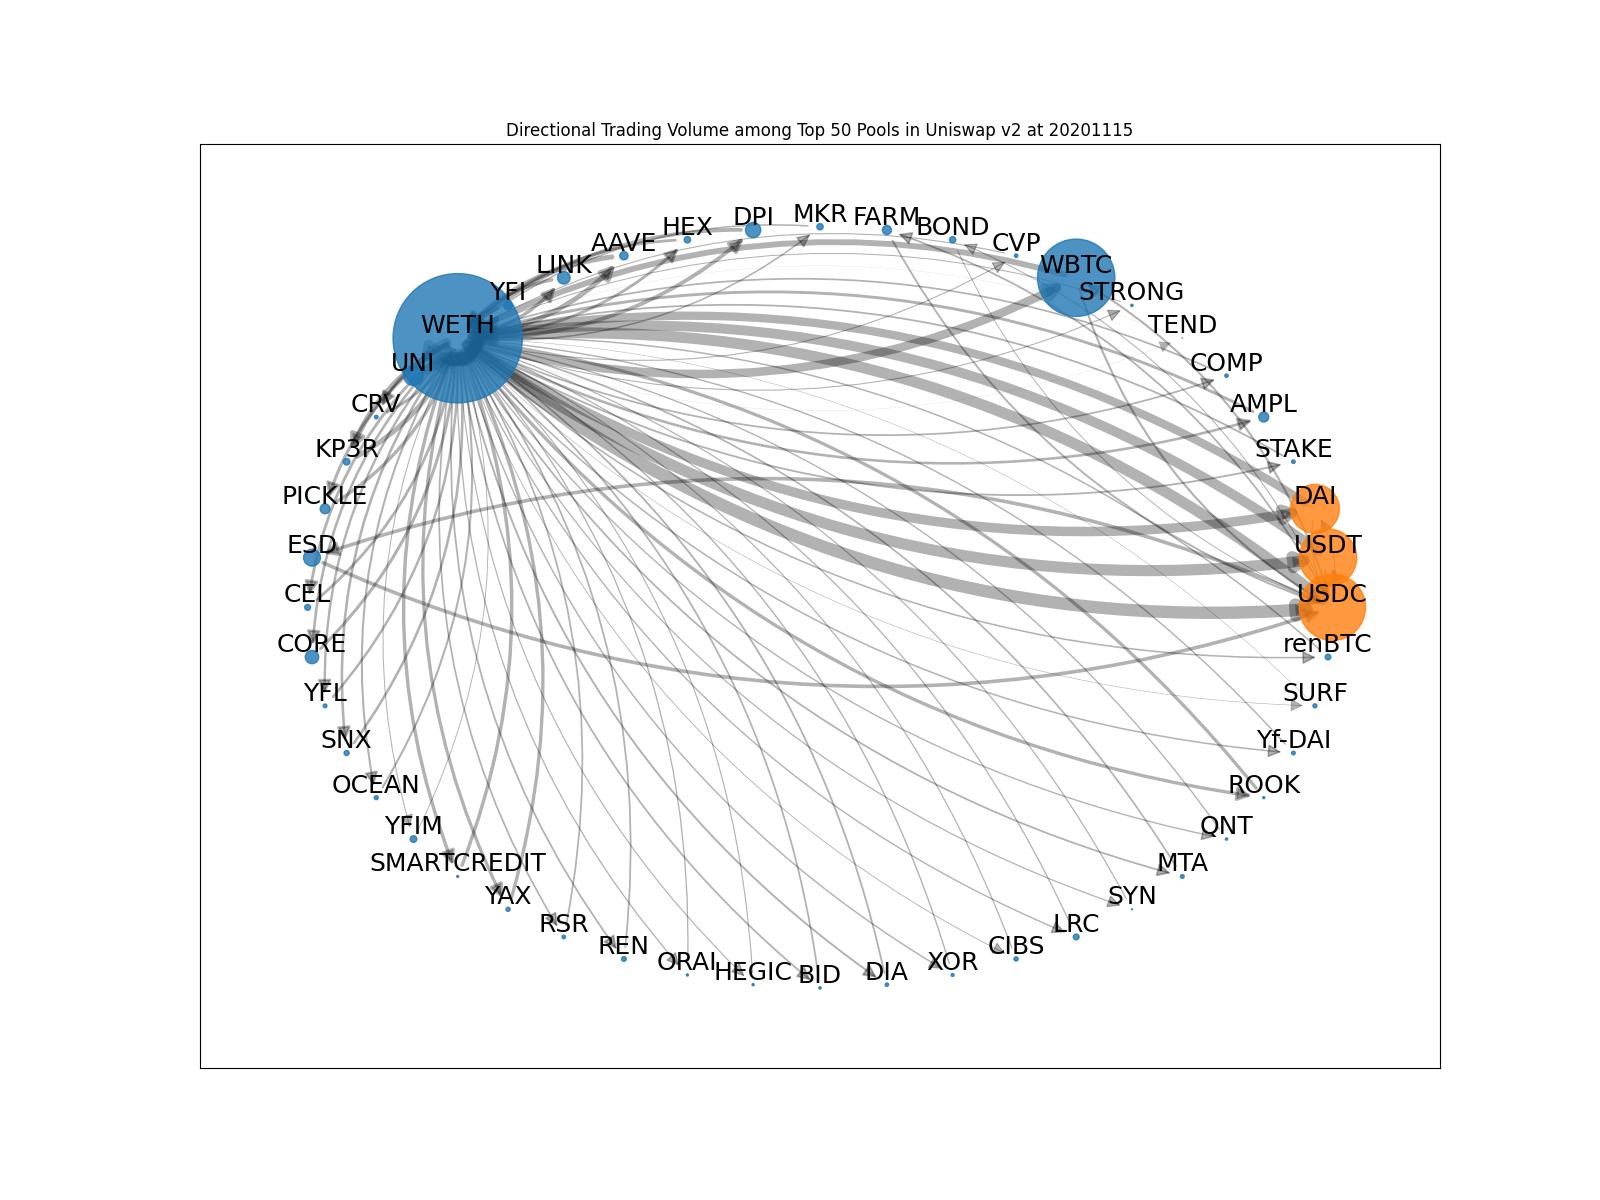 Directional Trading Volume among Top 50 Pools in Uniswap v2 at 20201115
MKR
DPI
FARM
HEX
BOND
AAVE
CVP
LINK
WBTC
YFI
STRONG
WETH
TEND
UNI
COMP
CRV
AMPL
KP3R
STAKE
PICKLE
DAI
ESD
USDT
CEL
USDC
CORE
renBTC
YFL
SURF
SNX
Yf-DAI
OCEAN
ROOK
YFIM
QNT
SMARTCREDIT
MTA
YAX
SYN
RSR
LRC
REN
CIBS
ORAI
XOR
HEGIC
DIA
BID